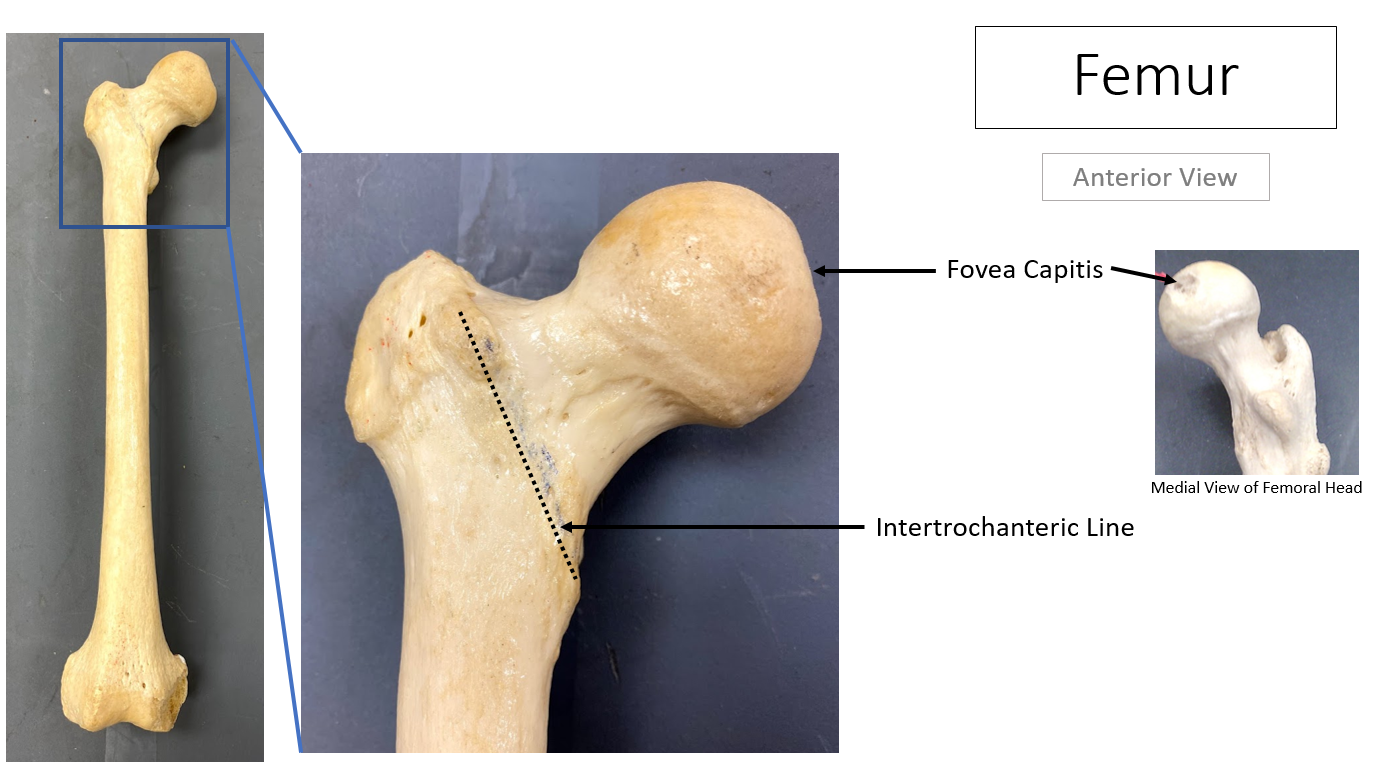 Femur
Anterior View
Fovea Capitis
Medial View of Femoral Head
Intertrochanteric Line